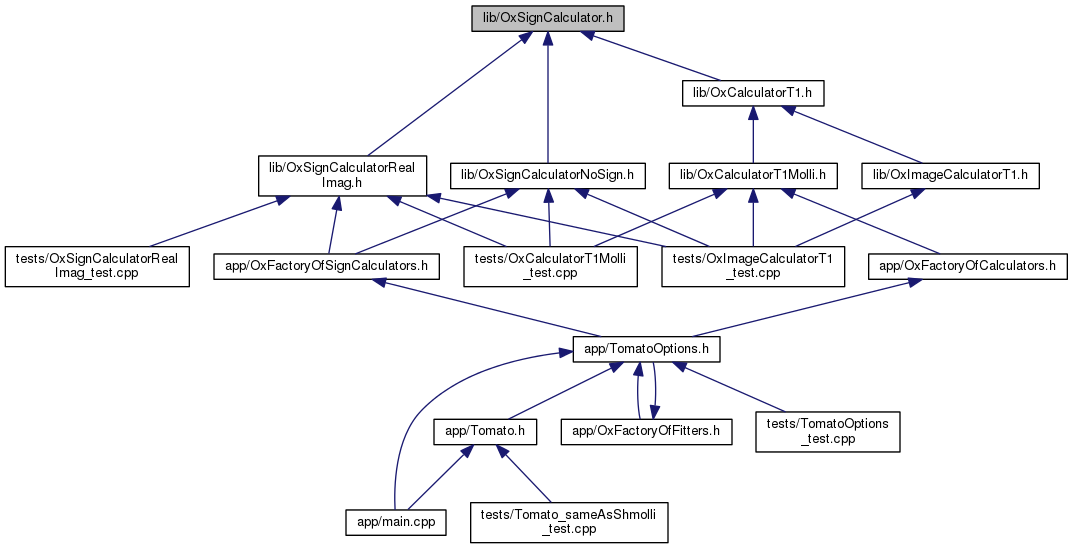 lib/OxSignCalculator.h
lib/OxCalculatorT1.h
lib/OxSignCalculatorReal
Imag.h
lib/OxSignCalculatorNoSign.h
lib/OxCalculatorT1Molli.h
lib/OxImageCalculatorT1.h
tests/OxSignCalculatorReal
Imag_test.cpp
app/OxFactoryOfSignCalculators.h
tests/OxCalculatorT1Molli
_test.cpp
tests/OxImageCalculatorT1
_test.cpp
app/OxFactoryOfCalculators.h
app/TomatoOptions.h
app/Tomato.h
app/OxFactoryOfFitters.h
tests/TomatoOptions
_test.cpp
app/main.cpp
tests/Tomato_sameAsShmolli
_test.cpp